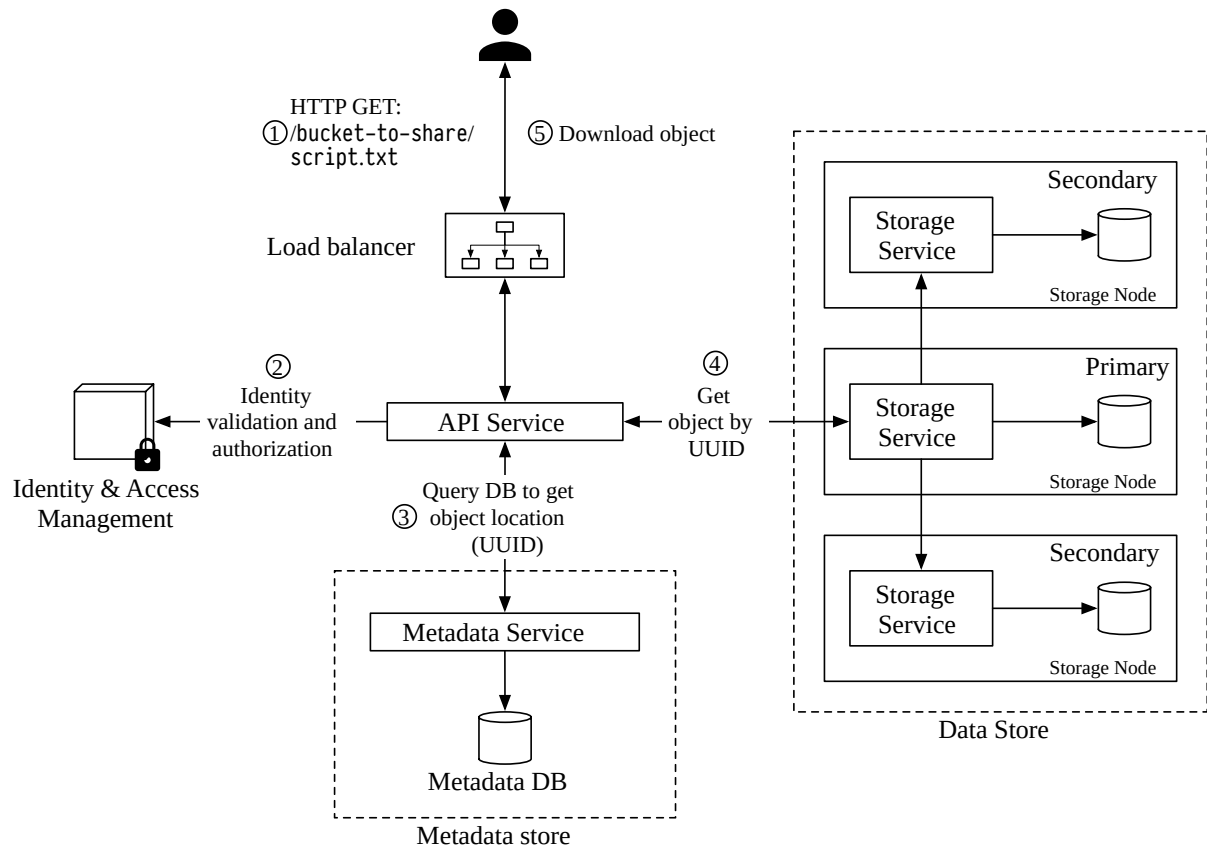 HTTP GET:
① /bucket-to-share/
script.txt
⑤ Download object
Load balancer
②
Identity
validation and
authorization
Identity & Access
Management
API Service
④
Get
object by
UUID
③
Query DB to get
object location
(UUID)
Metadata Service
Metadata DB
Metadata store
Secondary
Storage
Service
Storage Node
Primary
Storage
Service
Storage Node
Secondary
Storage
Service
Storage Node
Data Store